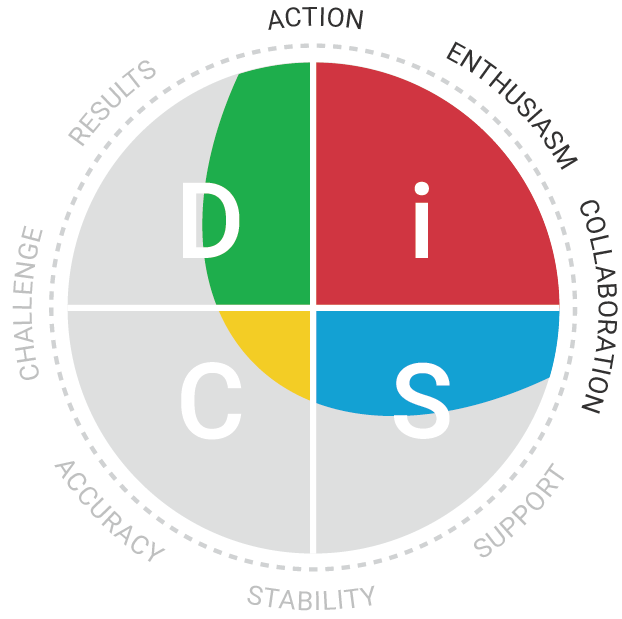 ACTION
ENTHUSIASM
COLLABORATION
SUPPORT
STABILITY
ACCURACY
CHALLENGE
RESULTS
D
i
C
S